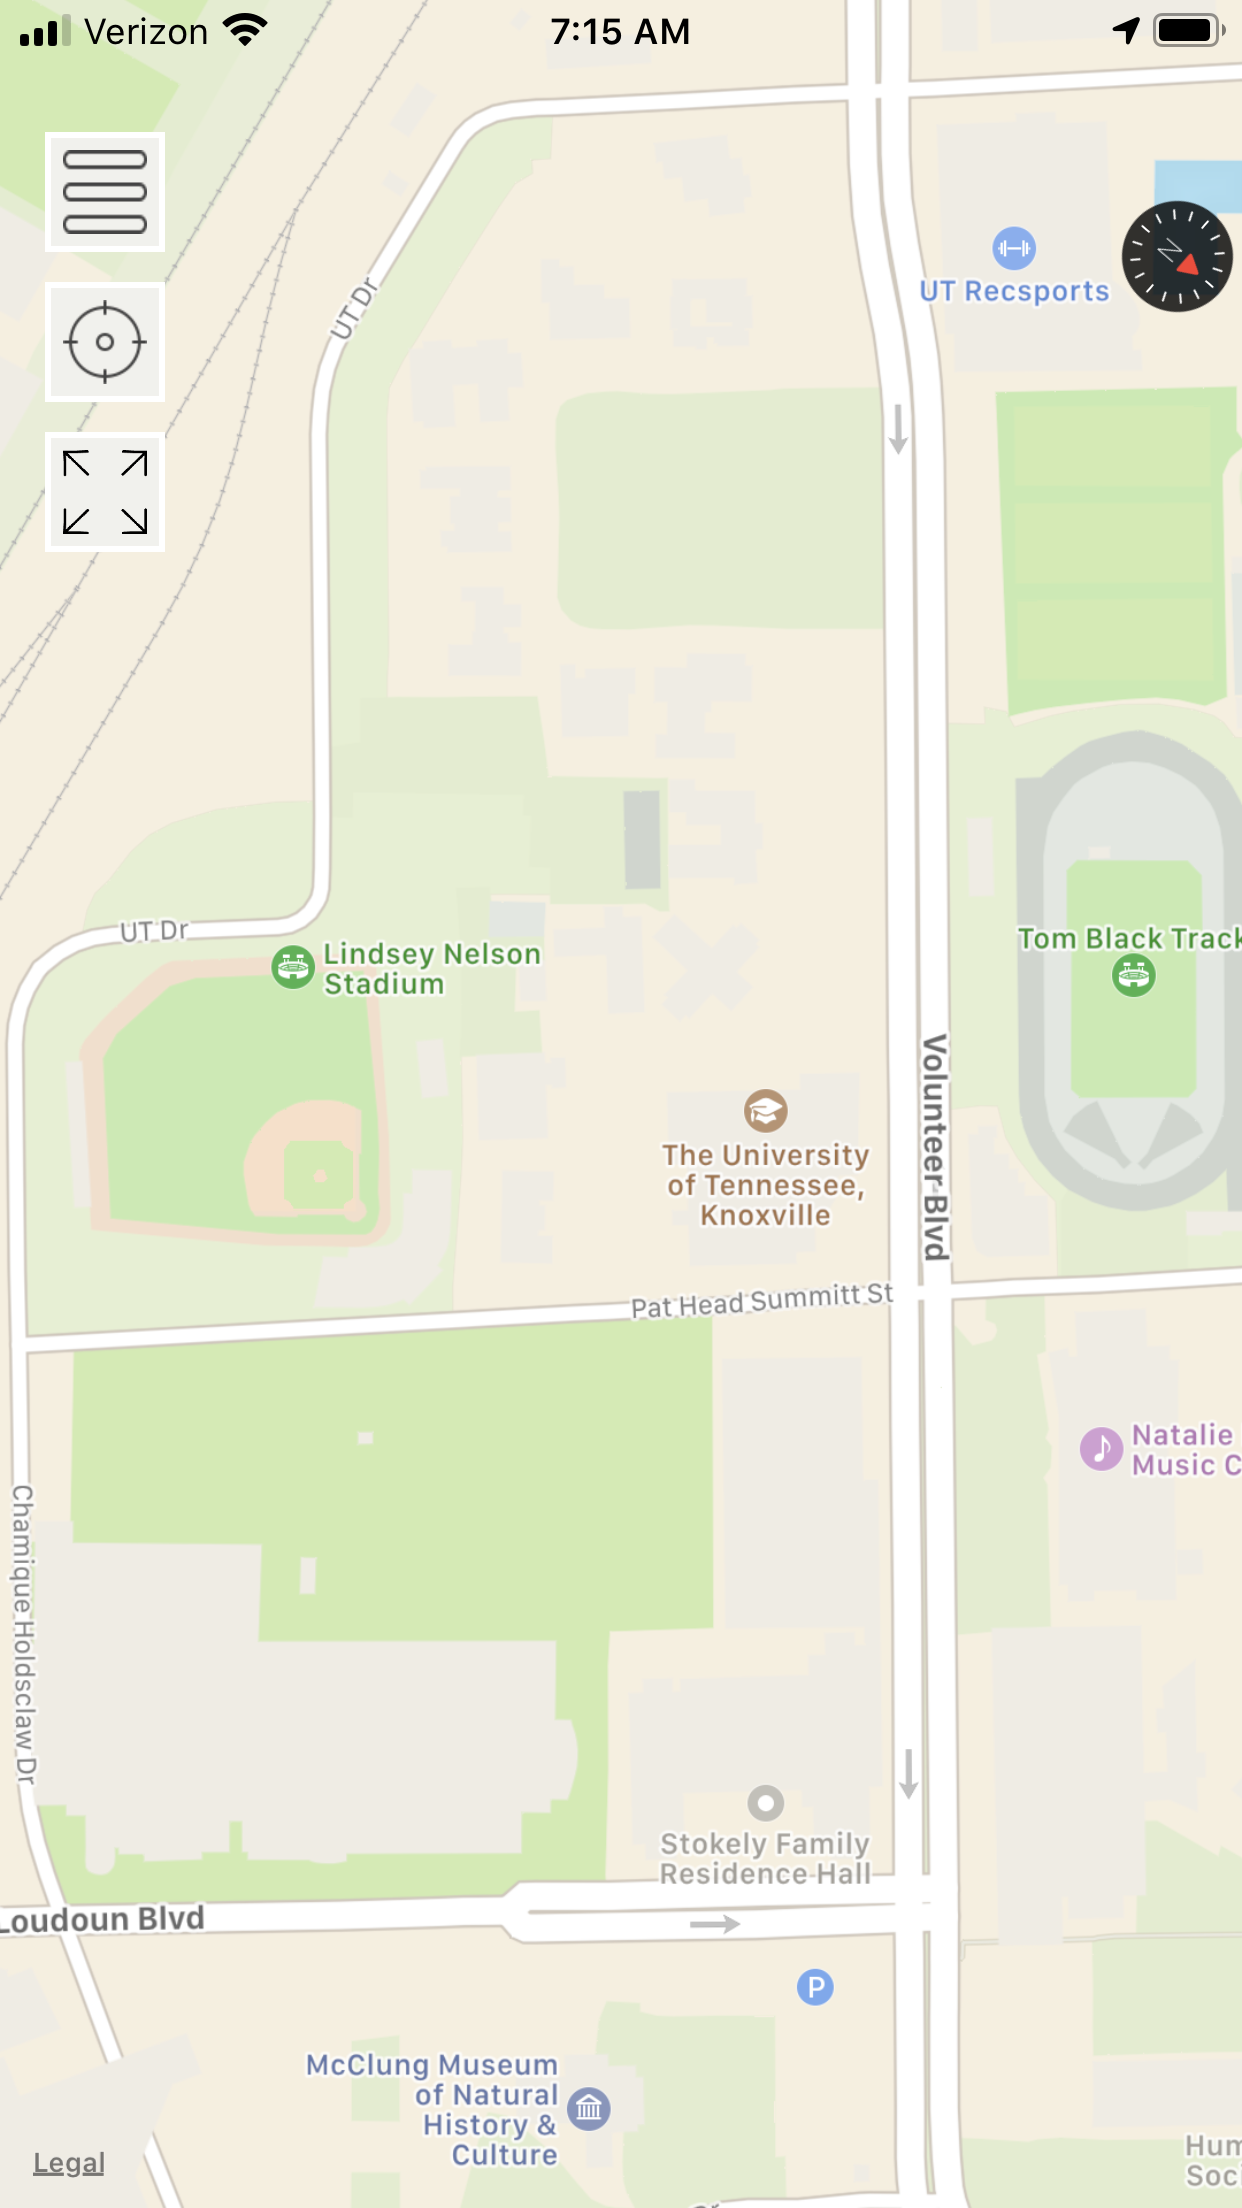 Verizon
7:15 AM
N
UT Recsports
UT Dr
UT Dr
Lindsey Nelson
Stadium
Tom Black Track
Volunteer Blvd
The University
of Tennessee,
Knoxville
Pat Head Summitt St
Natalie
Music C
Chamique Holdsclaw Dr
Stokely Family
Residence Hall
Loudoun Blvd
P
McClung Museum
of Natural
History &
Culture
Hum
Soci
Legal